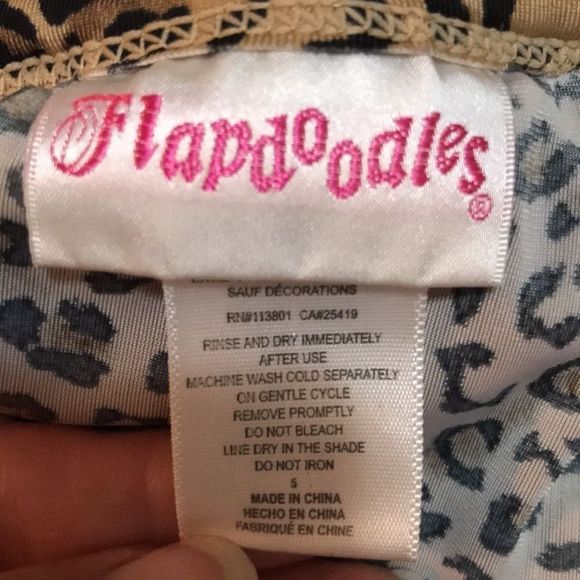 Flapdoodles®
SAUF DÉCORATIONS
RN#113801 CA#25419
RINSE AND DRY IMMEDIATELY
AFTER USE
MACHINE WASH COLD SEPARATELY
ON GENTLE CYCLE
REMOVE PROMPTLY
DO NOT BLEACH
LINE DRY IN THE SHADE
DO NOT IRON
5
MADE IN CHINA
HECHO EN CHINA
FABRIQUÉ EN CHINE